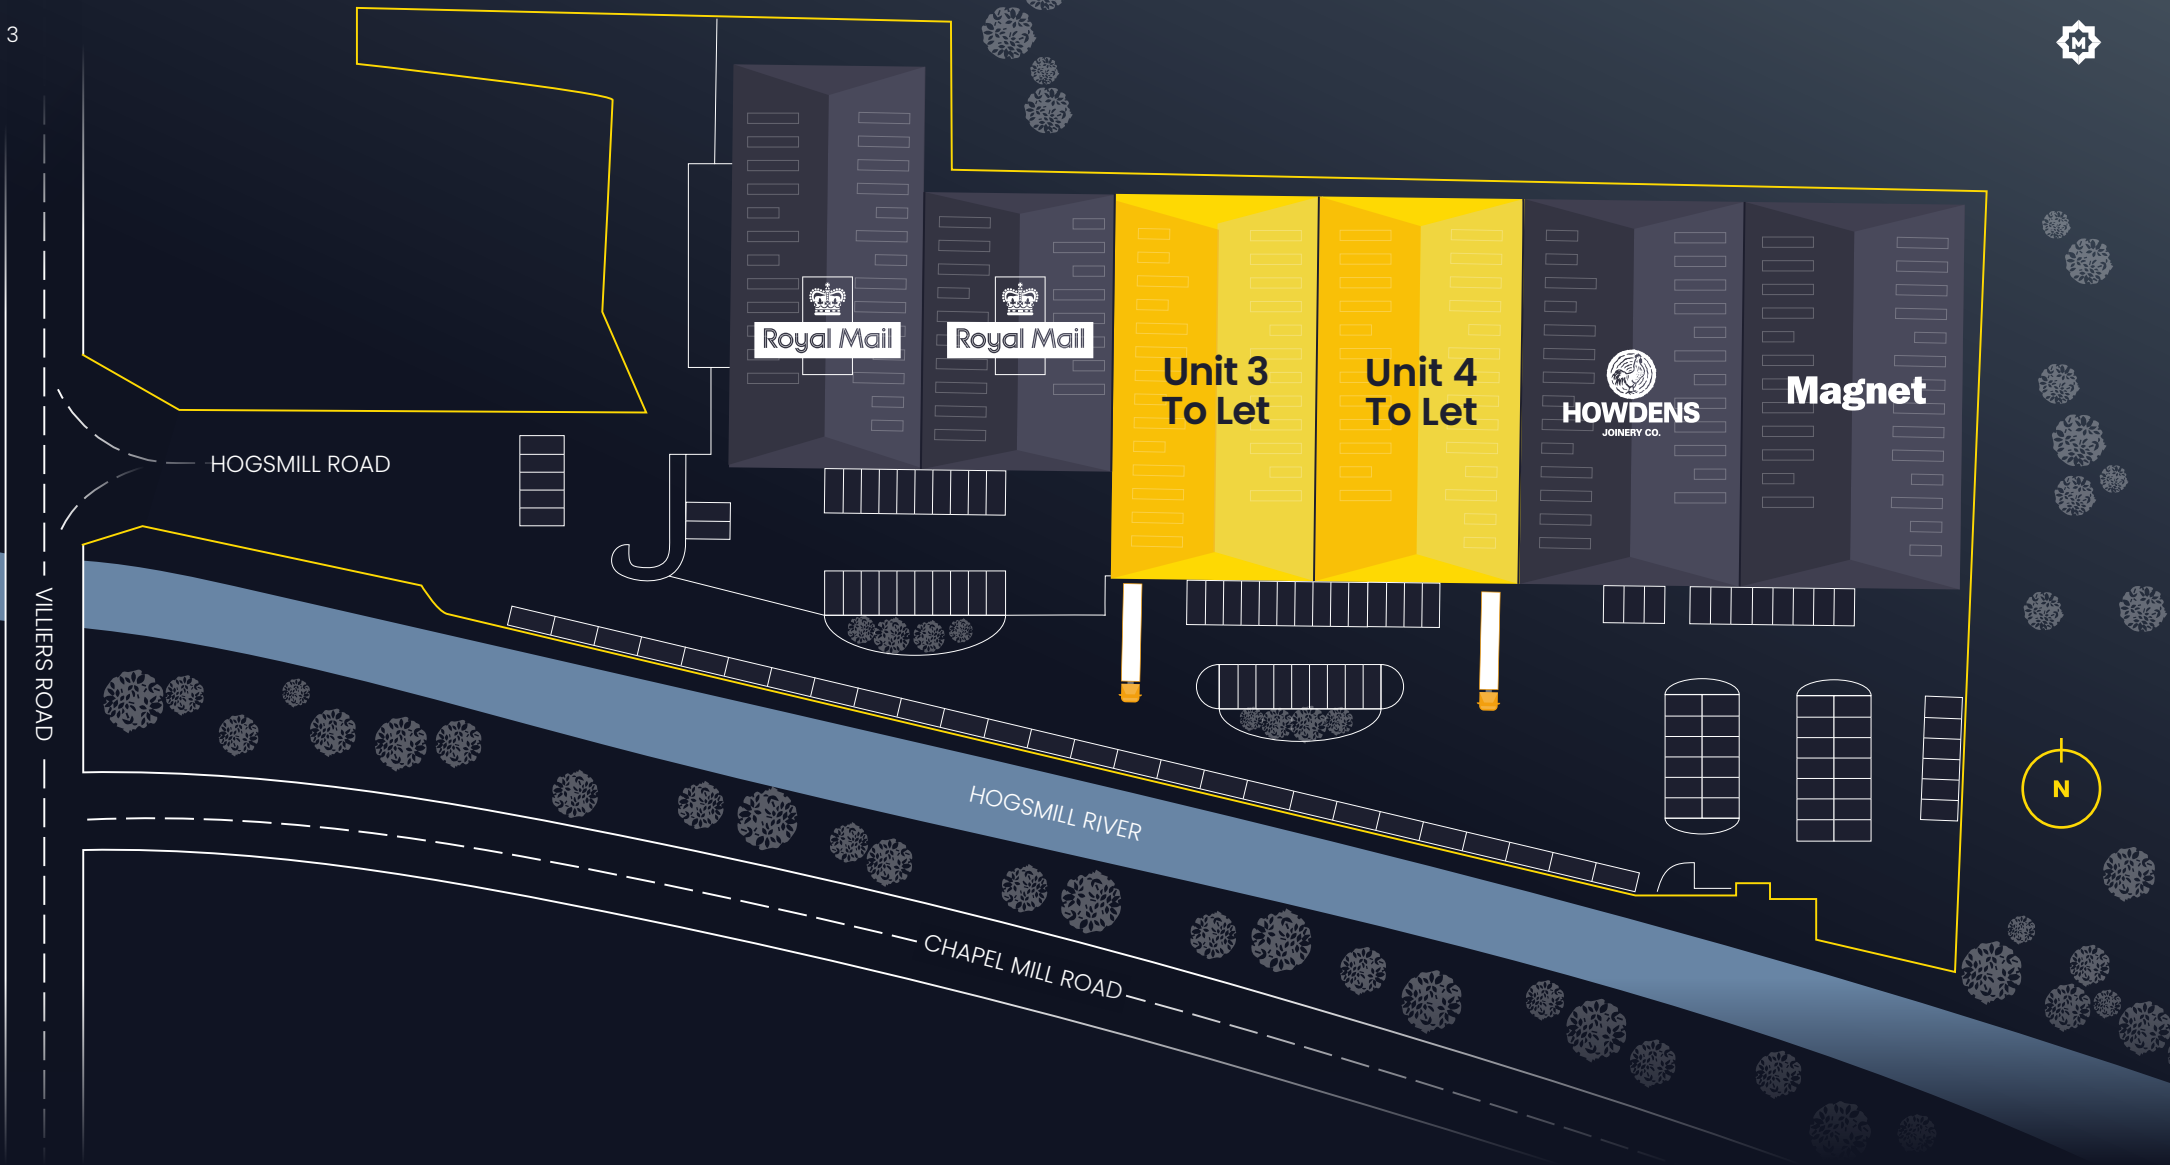 3
M
Royal Mail
Royal Mail
Unit 3
To Let
Unit 4
To Let
HOWDENS
JOINERY CO.
Magnet
HOGSMILL ROAD
VILLIERS ROAD
HOGSMILL RIVER
N
CHAPEL MILL ROAD